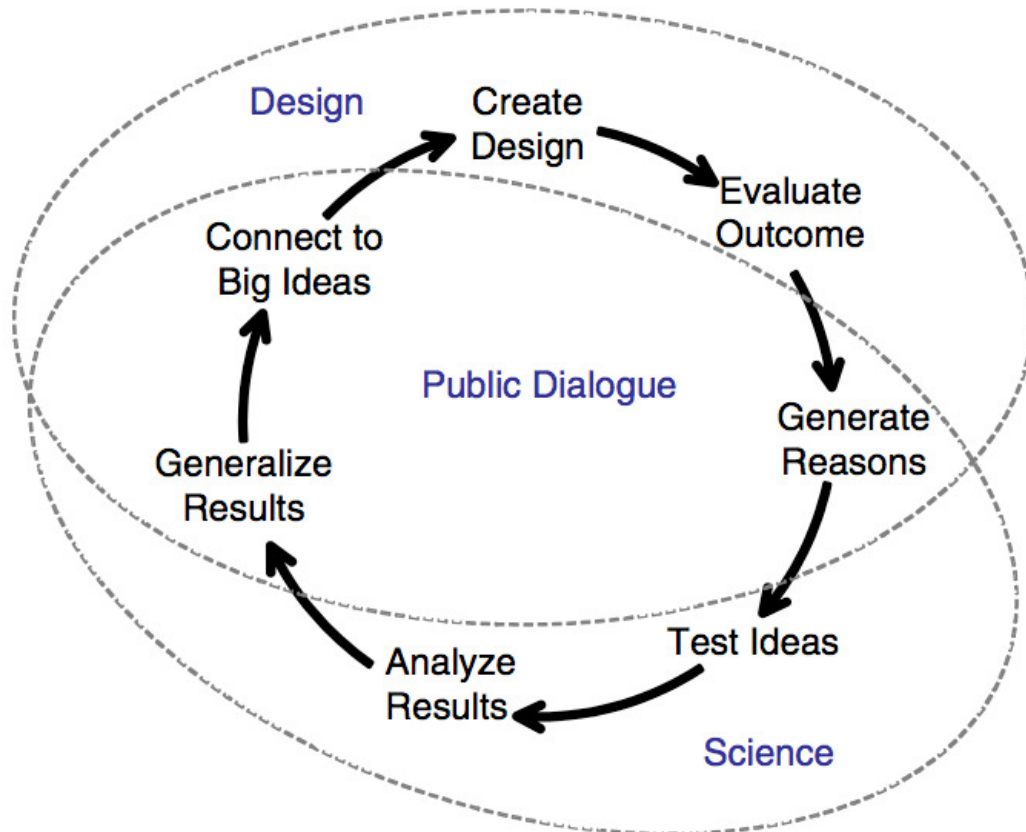 Design
Create
Design
Evaluate
Outcome
Connect to
Big Ideas
Public Dialogue
Generate
Reasons
Generalize
Results
Test Ideas
Analyze
Results
Science